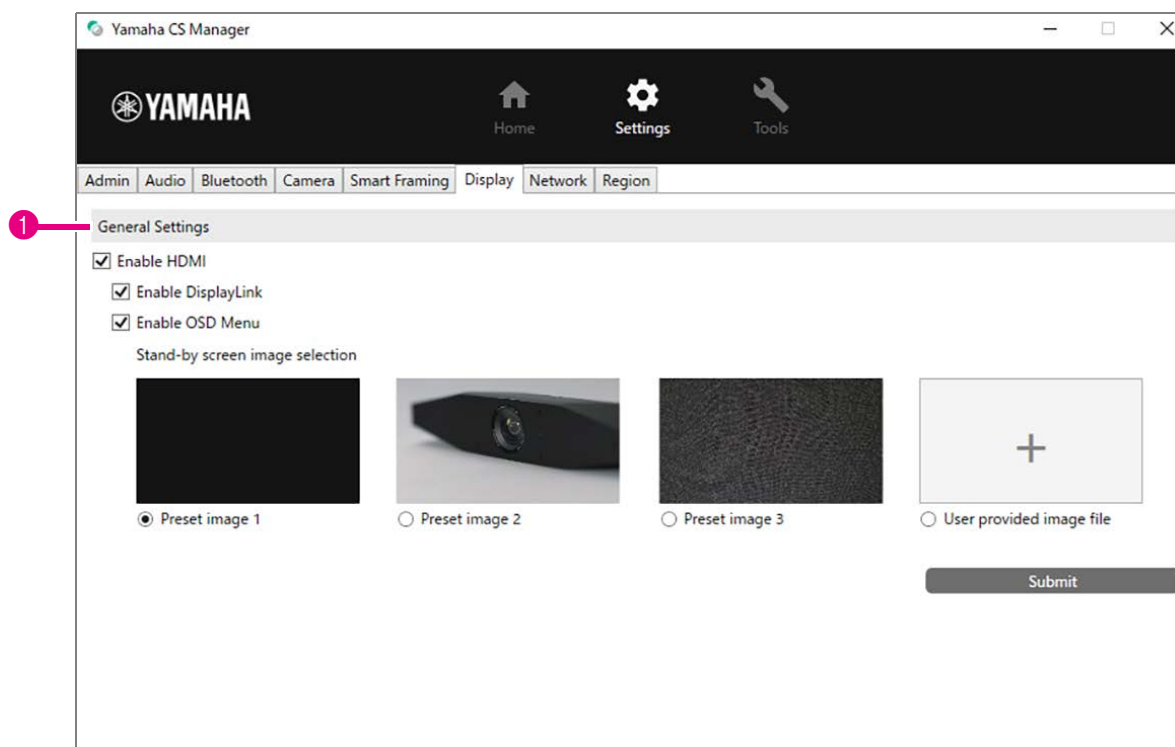 Yamaha CS Manager
YAMAHA
Home Settings Tools
Admin Audio Bluetooth Camera Smart Framing Display Network Region
1
General Settings
Enable HDMI
Enable DisplayLink
Enable OSD Menu
Stand-by screen image selection
+
Preset image 1 Preset image 2 Preset image 3 User provided image file
Submit